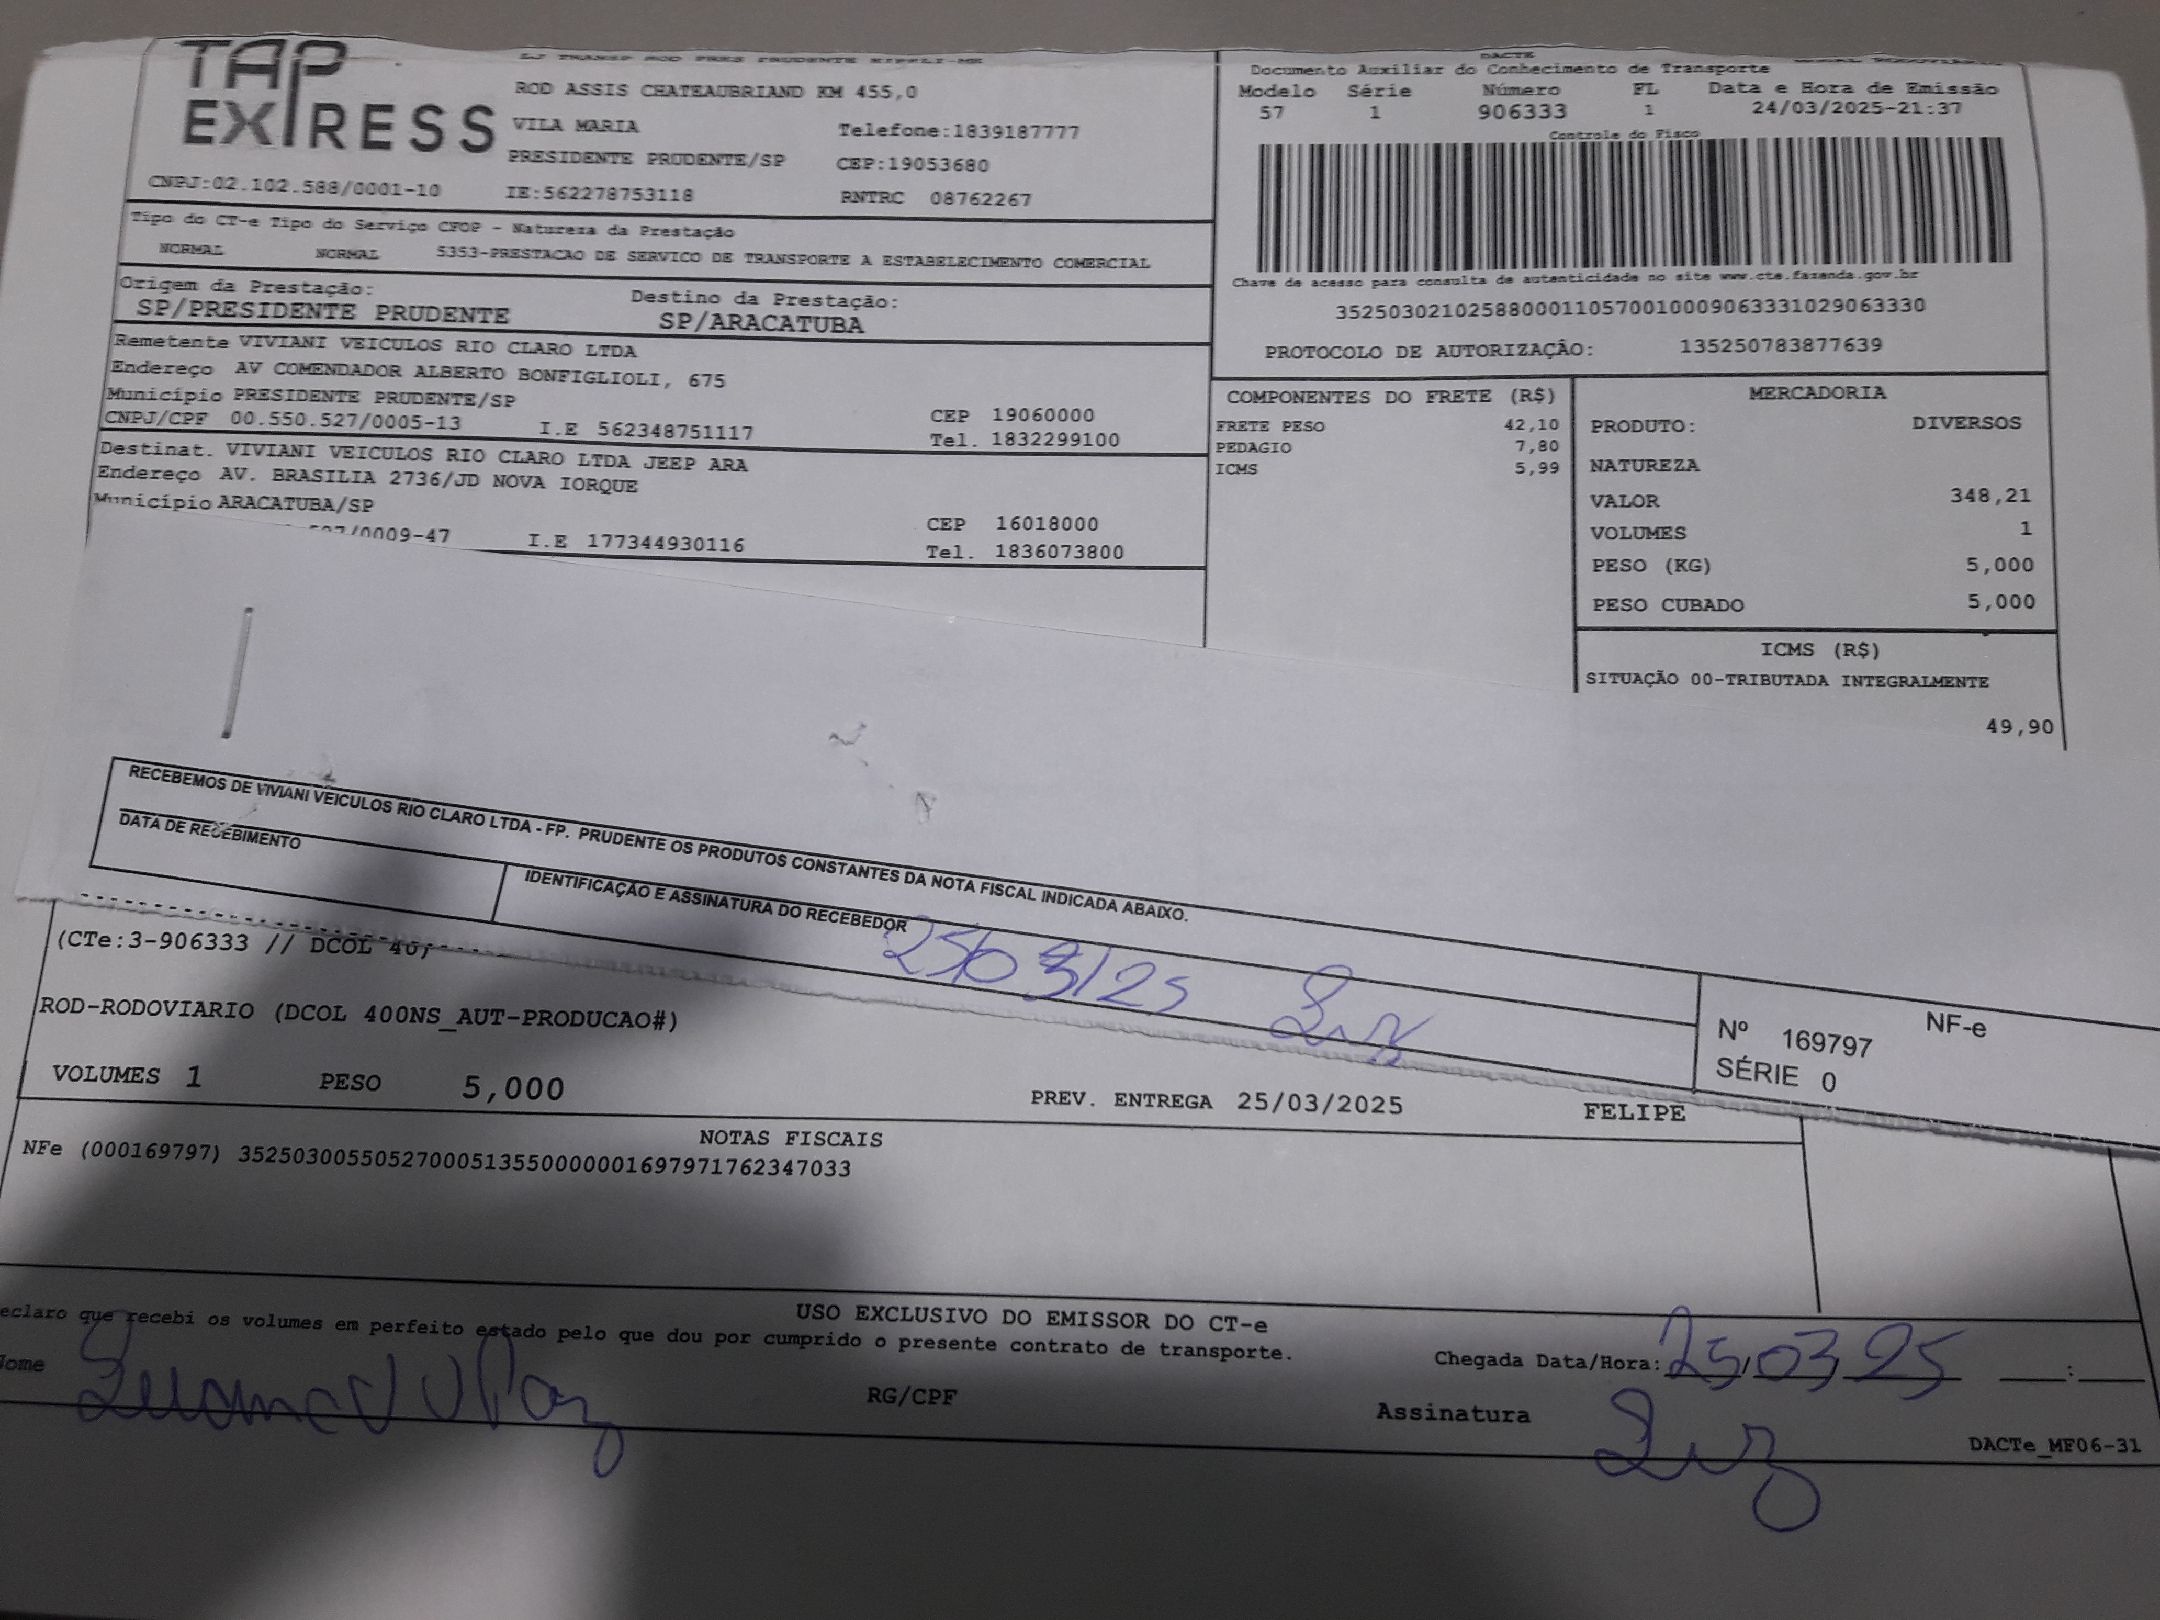 TAP
EXPRESS
LJ TRANSP ROD PRES PRUDENTE EIRELI-ME
ROD ASSIS CHATEAUBRIAND KM 455,0
VILA MARIA Telefone:1839187777
PRESIDENTE PRUDENTE/SP CEP:19053680
CNPJ:02.102.588/0001-10 IE:562278753118 RNTRC 08762267
Tipo do CT-e Tipo do Serviço CFOP - Natureza da Prestação
NORMAL NORMAL 5353-PRESTACAO DE SERVICO DE TRANSPORTE A ESTABELECIMENTO COMERCIAL
Origem da Prestação: Destino da Prestação:
SP/PRESIDENTE PRUDENTE SP/ARACATUBA
Remetente VIVIANI VEICULOS RIO CLARO LTDA
Endereço AV COMENDADOR ALBERTO BONFIGLIOLI, 675
Município PRESIDENTE PRUDENTE/SP CEP 19060000
CNPJ/CPF 00.550.527/0005-13 I.E 562348751117 Tel. 1832299100
Destinat. VIVIANI VEICULOS RIO CLARO LTDA JEEP ARA
Endereço AV. BRASILIA 2736/JD NOVA IORQUE
Município ARACATUBA/SP CEP 16018000
527/0009-47 I.E 177344930116 Tel. 1836073800
DACTE
Documento Auxiliar do Conhecimento de Transporte
Modelo Série Número FL Data e Hora de Emissão
57 1 906333 1 24/03/2025-21:37
Controle do Fisco
Chave de acesso para consulta de autenticidade no site www.cte.fazenda.gov.br
35250302102588000110570010009063331029063330
PROTOCOLO DE AUTORIZAÇÃO: 135250783877639
COMPONENTES DO FRETE (R$)
FRETE PESO 42,10
PEDAGIO 7,80
ICMS 5,99
MERCADORIA
PRODUTO: DIVERSOS
NATUREZA
VALOR 348,21
VOLUMES 1
PESO (KG) 5,000
PESO CUBADO 5,000
ICMS (R$)
SITUAÇÃO 00-TRIBUTADA INTEGRALMENTE
49,90
RECEBEMOS DE VIVIANI VEICULOS RIO CLARO LTDA - FP. PRUDENTE OS PRODUTOS CONSTANTES DA NOTA FISCAL INDICADA ABAIXO.
DATA DE RECEBIMENTO
IDENTIFICAÇÃO E ASSINATURA DO RECEBEDOR
25/03/25
NF-e
Nº 169797
SÉRIE 0
(CTe:3-906333 // DCOL
ROD-RODOVIARIO (DCOL 400NS_AUT-PRODUCAO#)
VOLUMES 1 PESO 5,000 PREV. ENTREGA 25/03/2025 FELIPE
NOTAS FISCAIS
NFe (000169797) 35250300550527000513550000001697971762347033
USO EXCLUSIVO DO EMISSOR DO CT-e
eclaro que recebi os volumes em perfeito estado pelo que dou por cumprido o presente contrato de transporte.
Nome RG/CPF Chegada Data/Hora: 25/03/25 :
Assinatura
DACTe_MF06-31